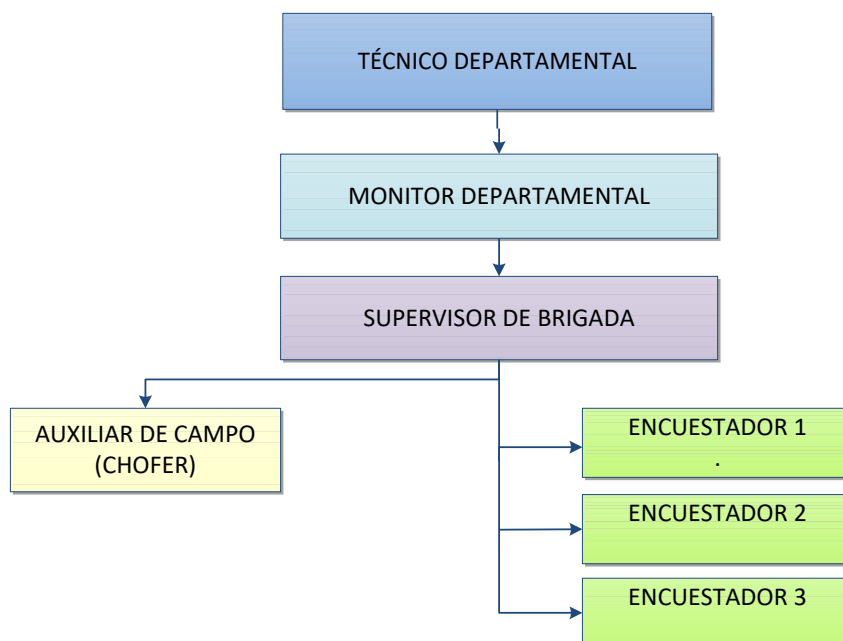 TÉCNICO DEPARTAMENTAL
MONITOR DEPARTAMENTAL
SUPERVISOR DE BRIGADA
AUXILIAR DE CAMPO
(CHOFER)
ENCUESTADOR 1
.
ENCUESTADOR 2
ENCUESTADOR 3